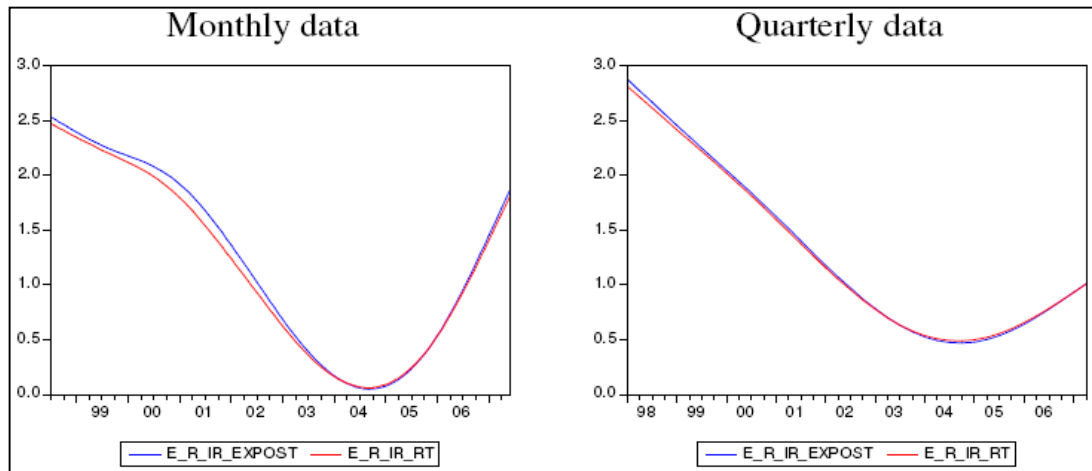 Monthly data
3.0
2.5
2.0
1.5
1.0
0.5
0.0
99 00 01 02 03 04 05 06
E_R_IR_EXPOST E_R_IR_RT
Quarterly data
3.0
2.5
2.0
1.5
1.0
0.5
0.0
98 99 00 01 02 03 04 05 06
E_R_IR_EXPOST E_R_IR_RT